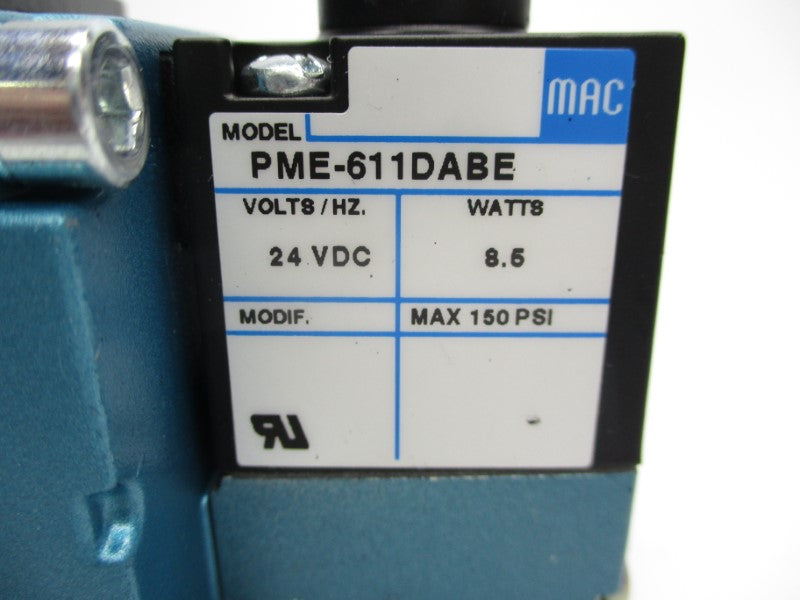 MAC
MODEL
PME-611DABE
VOLTS/HZ. WATTS
24 VDC 8.5
MODIF. MAX 150 PSI